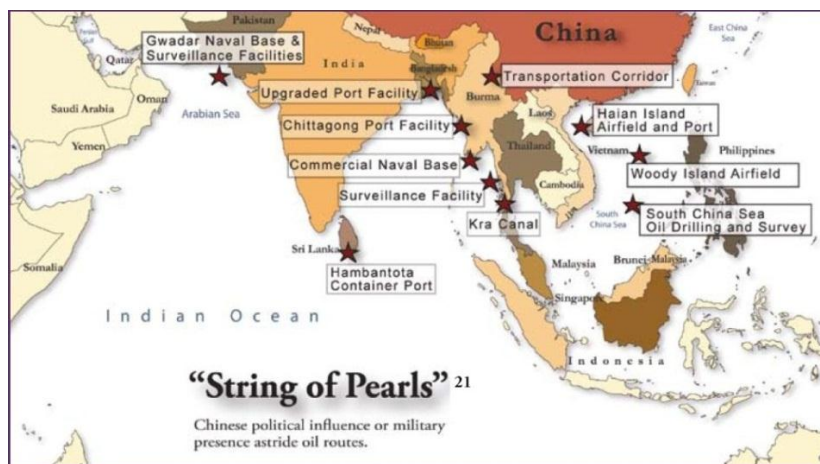 Pakistan
Persian
Gulf
Qatar
Saudi Arabia
Oman
Yemen
Somalia
Arabian Sea
Gwadar Naval Base &
Surveillance Facilities
Nepal
Bhutan
Bangladesh
India
Burma
China
East China
Sea
Taiwan
Transportation Corridor
Upgraded Port Facility
Chittagong Port Facility
Commercial Naval Base
Surveillance Facility
Kra Canal
Laos
Thailand
Vietnam
Cambodia
Haian Island
Airfield and Port
Philippines
Woody Island Airfield
South
China Sea
South China Sea
Oil Drilling and Survey
Sri Lanka
Hambantota
Container Port
Malaysia
Brunei
Malaysia
Singapore
Indonesia
Indian Ocean
“String of Pearls” 21
Chinese political influence or military
presence astride oil routes.